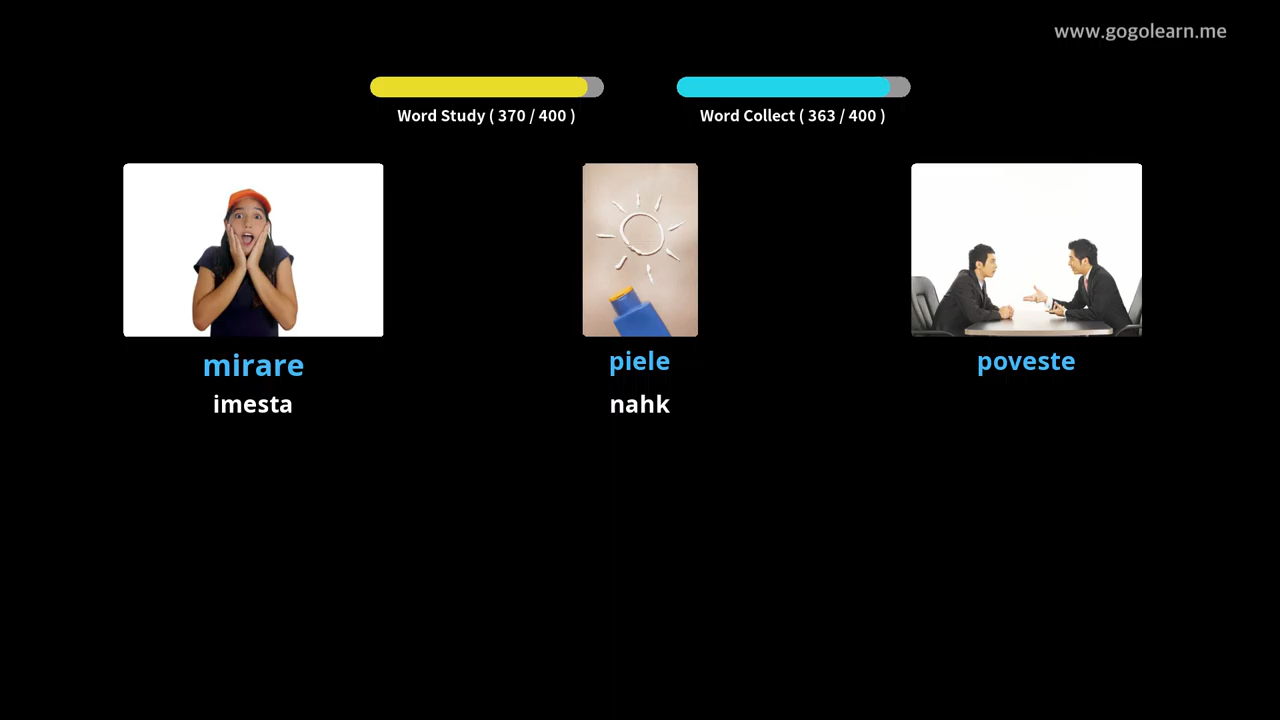 www.gogolearn.me
Word Study ( 370 / 400 )
Word Collect ( 363 / 400 )
mirare
piele
poveste
imesta
nahk